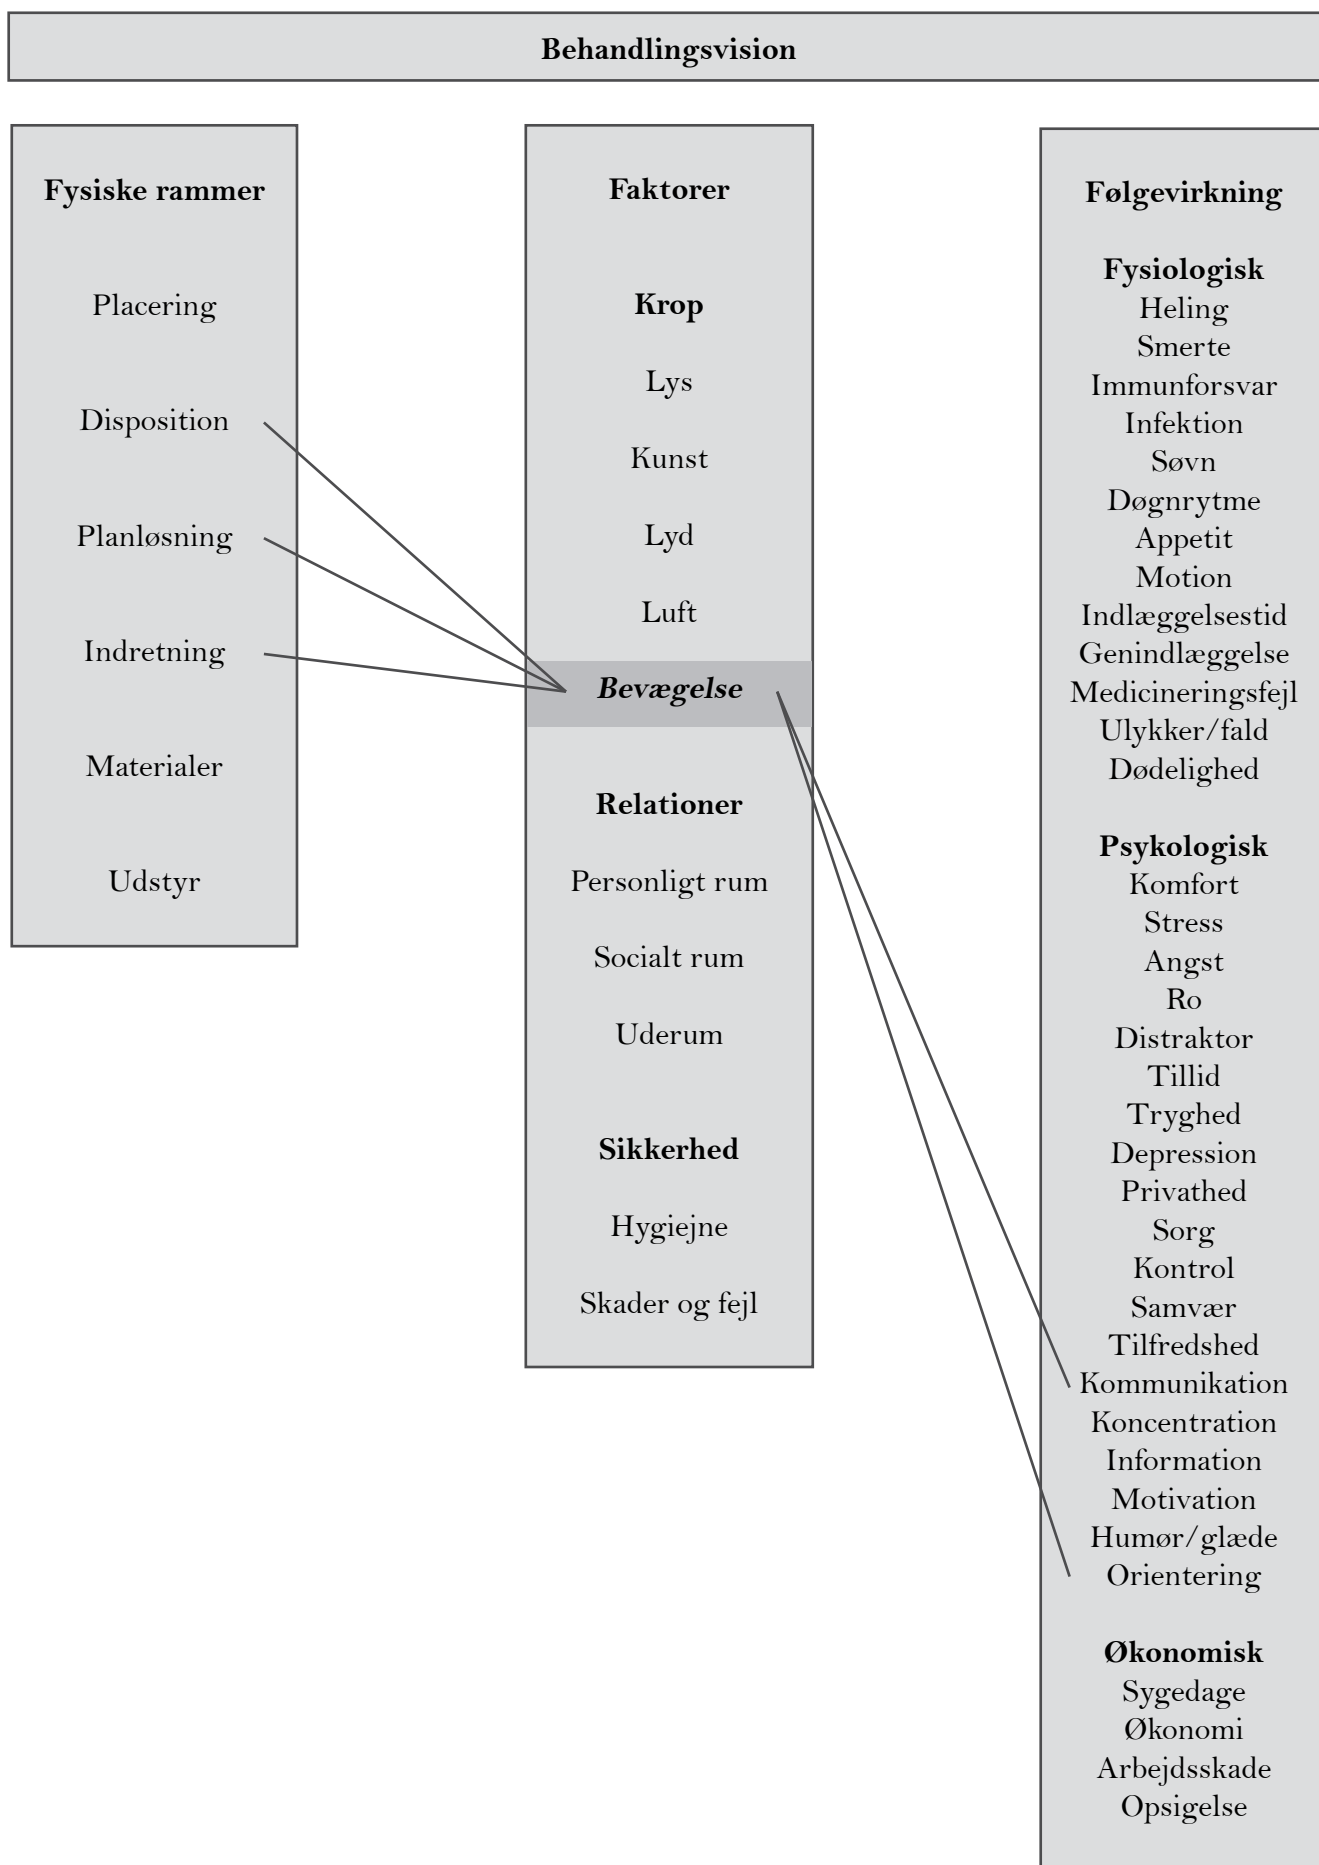 Behandlingsvision
Fysiske rammer
Placering
Disposition
Planløsning
Indretning
Materialer
Udstyr
Faktorer
Krop
Lys
Kunst
Lyd
Luft
Bevægelse
Relationer
Personligt rum
Socialt rum
Uderum
Sikkerhed
Hygiejne
Skader og fejl
Følgevirkning
Fysiologisk
Heling
Smerte
Immunforsvar
Infektion
Søvn
Døgnrytme
Appetit
Motion
Indlæggelsestid
Genindlæggelse
Medicineringsfejl
Ulykker/fald
Dødelighed
Psykologisk
Komfort
Stress
Angst
Ro
Distraktor
Tillid
Tryghed
Depression
Privathed
Sorg
Kontrol
Samvær
Tilfredshed
Kommunikation
Koncentration
Information
Motivation
Humør/glæde
Orientering
Økonomisk
Sygedage
Økonomi
Arbejdsskade
Opsigelse